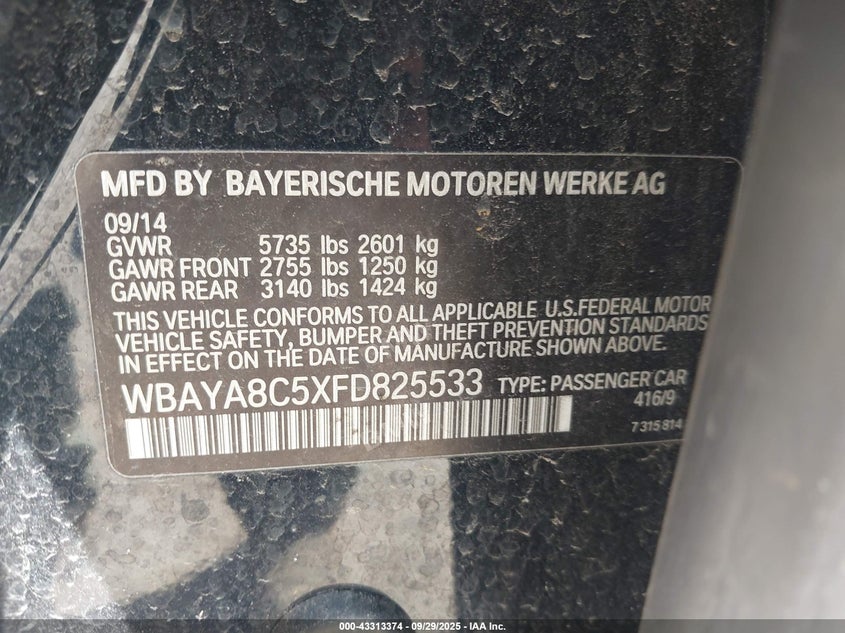 MFD BY BAYERISCHE MOTOREN WERKE AG
09/14
GVWR 5735 lbs 2601 kg
GAWR FRONT 2755 lbs 1250 kg
GAWR REAR 3140 lbs 1424 kg
THIS VEHICLE CONFORMS TO ALL APPLICABLE U.S.FEDERAL MOTOR
VEHICLE SAFETY, BUMPER AND THEFT PREVENTION STANDARDS
IN EFFECT ON THE DATE OF MANUFACTURE SHOWN ABOVE.
WBAYA8C5XFD825533 TYPE: PASSENGER CAR
416/9
7 315 814
000-43313374 - 09/29/2025 - IAA Inc.